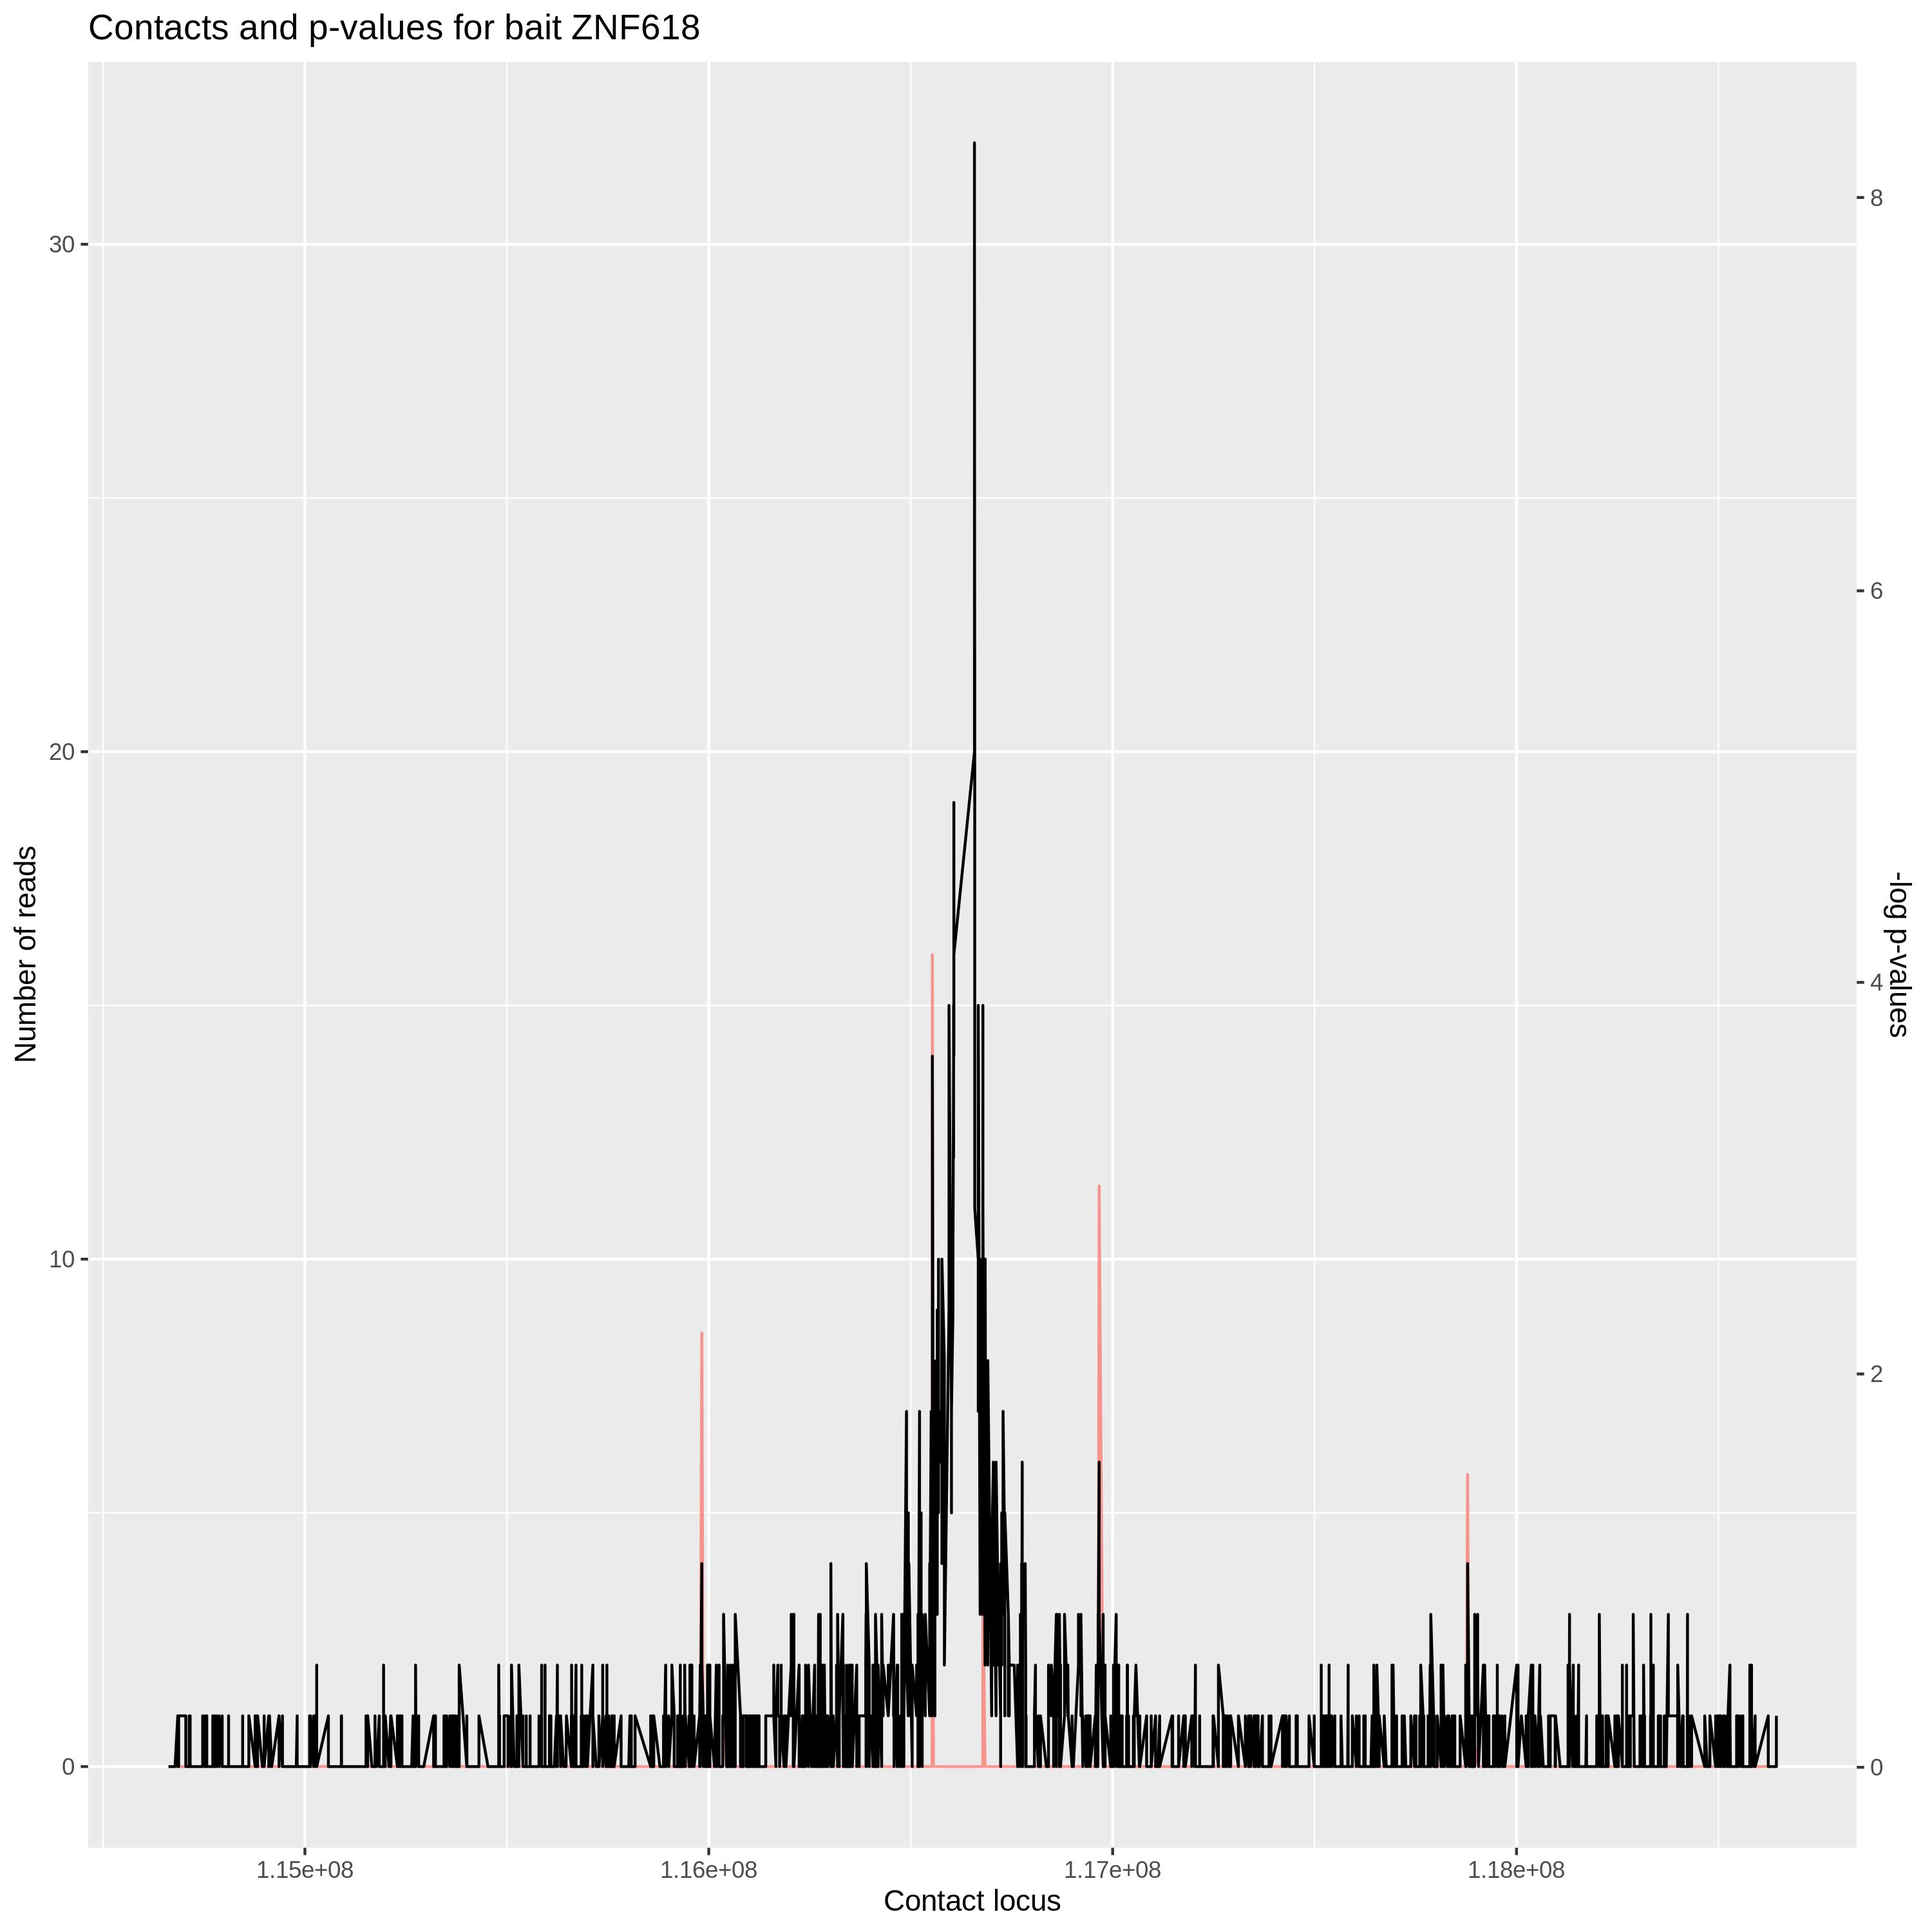 Contacts and p-values for bait ZNF618
Number of reads
30
20
10
0
8
6
4
2
0
-log p-values
1.15e+08
1.16e+08
1.17e+08
1.18e+08
Contact locus